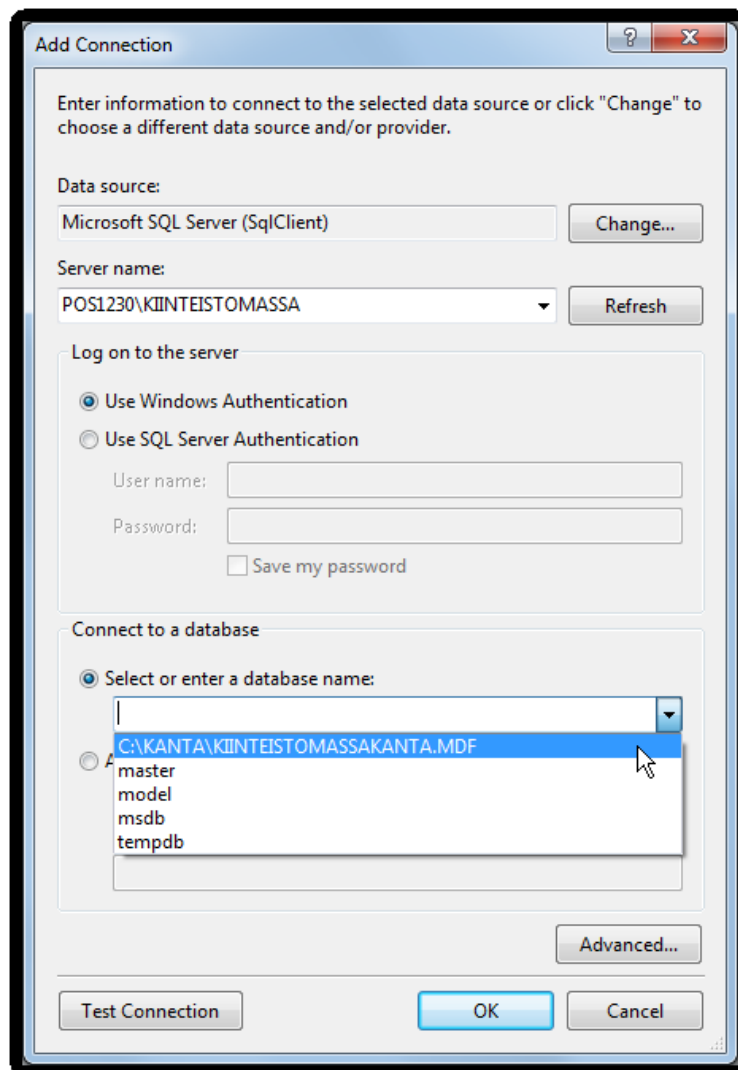 Add Connection
Enter information to connect to the selected data source or click "Change" to
choose a different data source and/or provider.
Data source:
Microsoft SQL Server (SqlClient)
Change...
Server name:
POS1230\KIINTEISTOMASSA
Refresh
Log on to the server
Use Windows Authentication
Use SQL Server Authentication
User name:
Password:
Save my password
Connect to a database
Select or enter a database name:
C:\KANTA\KIINTEISTOMASSAKANTA.MDF
master
model
msdb
tempdb
Advanced...
Test Connection
OK
Cancel